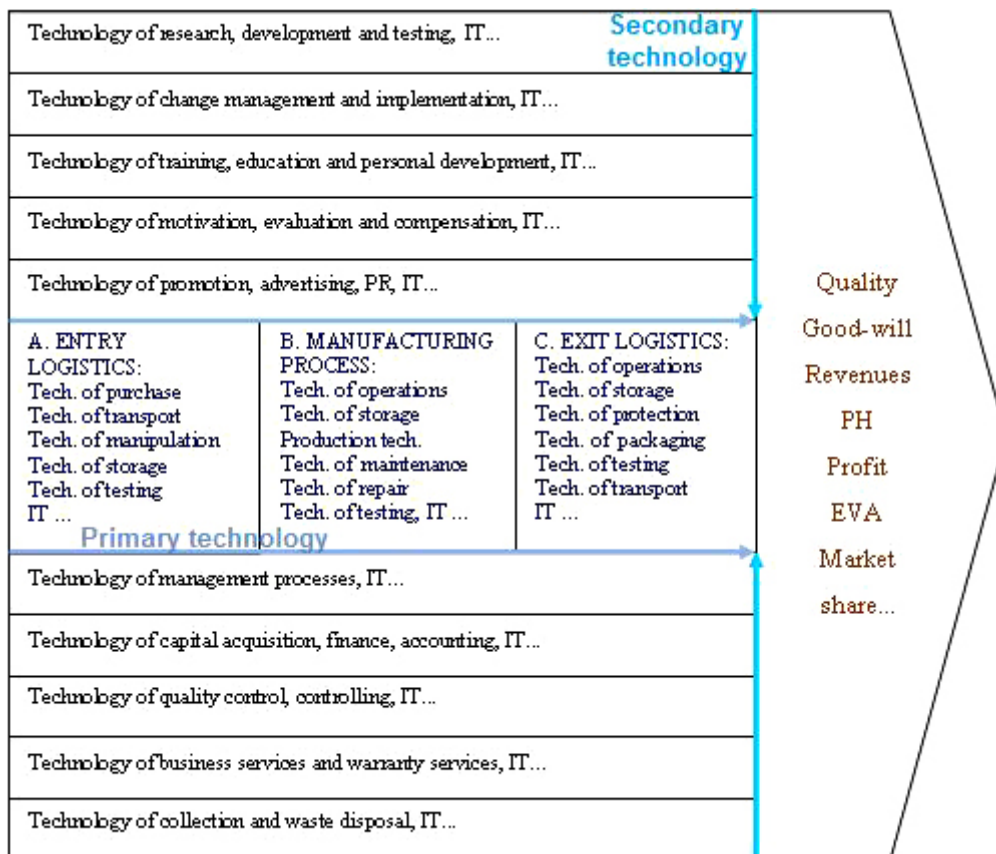 Technology of research, development and testing, IT...
Secondary
technology
Technology of change management and implementation, IT...
Technology of training, education and personal development, IT...
Technology of motivation, evaluation and compensation, IT...
Technology of promotion, advertising, PR, IT...
A. ENTRY
LOGISTICS:
Tech. of purchase
Tech. of transport
Tech. of manipulation
Tech. of storage
Tech. of testing
IT ...
B. MANUFACTURING
PROCESS:
Tech. of operations
Tech. of storage
Production tech.
Tech. of maintenance
Tech. of repair
Tech. of testing, IT ...
C. EXIT LOGISTICS:
Tech. of operations
Tech. of storage
Tech. of protection
Tech. of packaging
Tech. of testing
Tech. of transport
IT ...
Primary technology
Technology of management processes, IT...
Technology of capital acquisition, finance, accounting, IT...
Technology of quality control, controlling, IT...
Technology of business services and warranty services, IT...
Technology of collection and waste disposal, IT...
Quality
Good-will
Revenues
PH
Profit
EVA
Market
share...